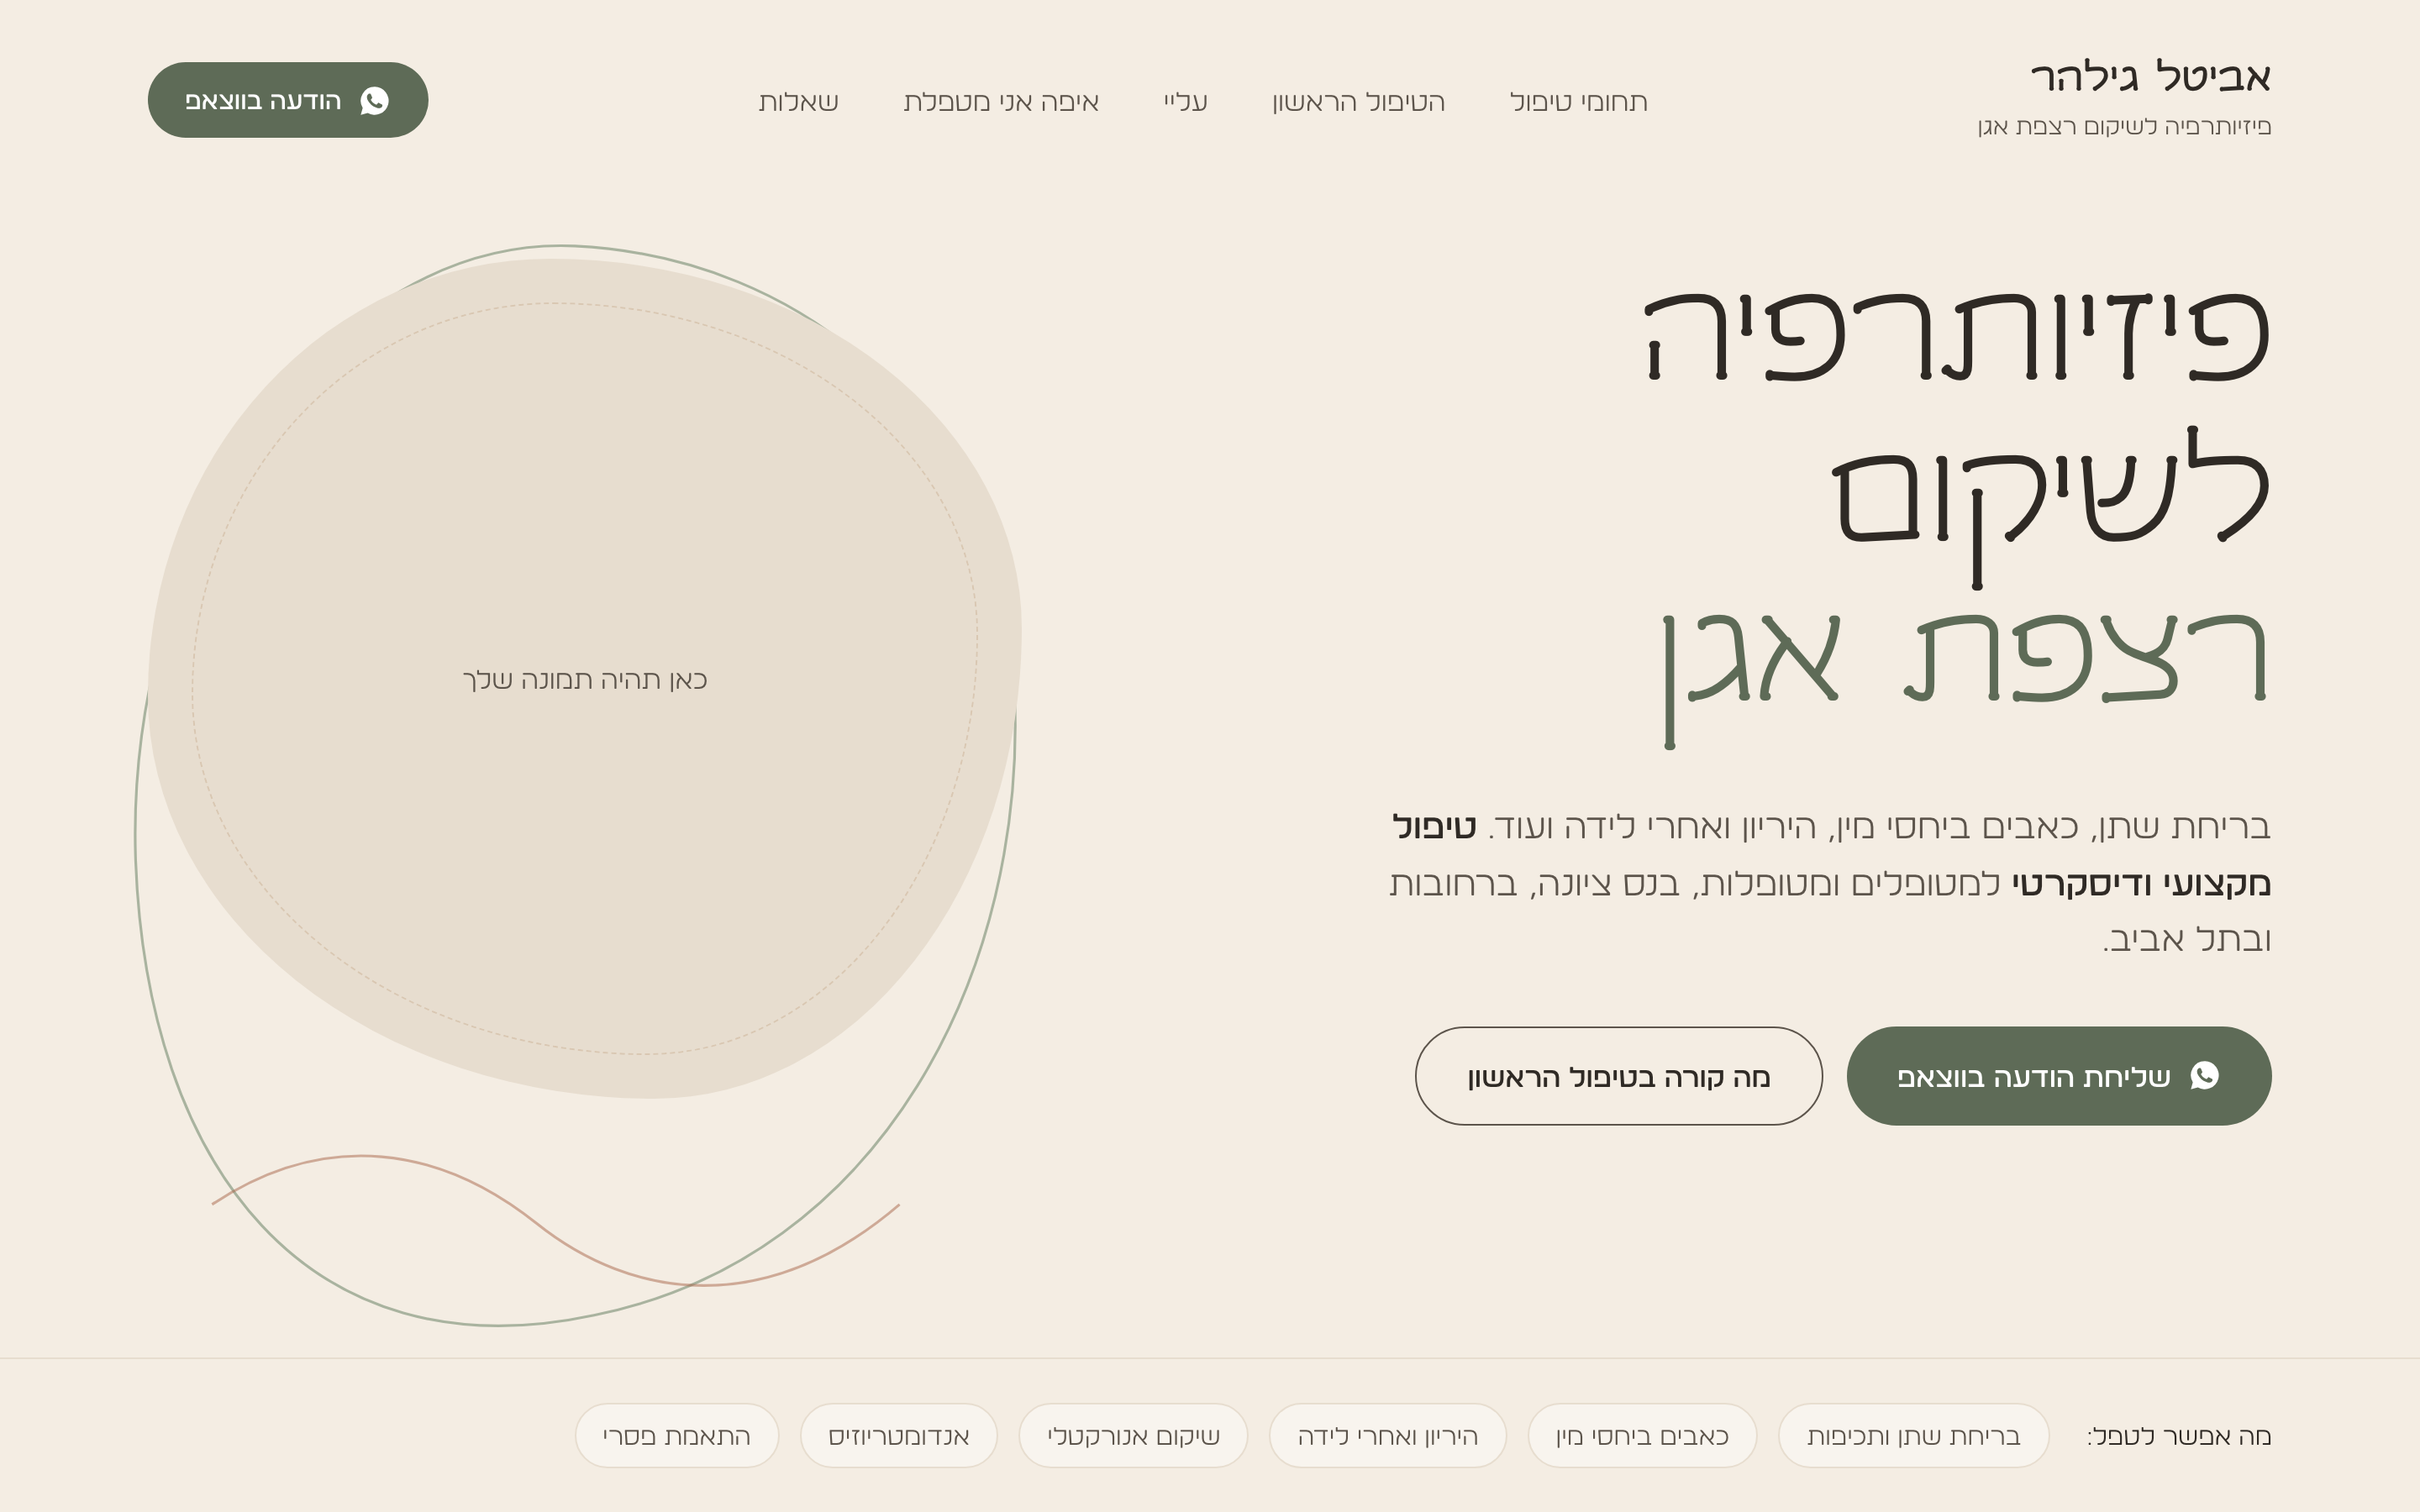 אביטל גילהר
פיזיותרפיה לשיקום רצפת אגן
תחומי טיפול
הטיפול הראשון
עליי
איפה אני מטפלת
שאלות
הודעה בווצאפ
פיזיותרפיה
לשיקום
רצפת אגן
בריחת שתן, כאבים ביחסי מין, היריון ואחרי לידה ועוד. טיפול
מקצועי ודיסקרטי למטופלים ומטופלות, בנס ציונה, ברחובות
ובתל אביב.
שליחת הודעה בווצאפ
מה קורה בטיפול הראשון
כאן תהיה תמונה שלך
מה אפשר לטפל:
בריחת שתן ותכיפות
כאבים ביחסי מין
היריון ואחרי לידה
שיקום אנורקטלי
אנדומטריוזיס
התאמת פסרי